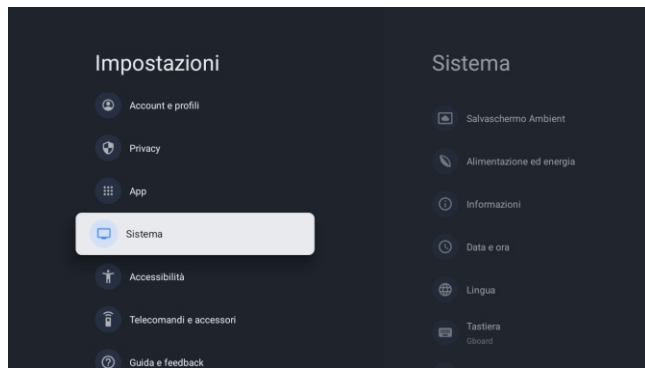 Impostazioni
Account e profili
Privacy
App
Sistema
Accessibilità
Telecomandi e accessori
Guida e feedback
Sistema
Salvaschermo Ambient
Alimentazione ed energia
Informazioni
Data e ora
Lingua
Tastiera
Gboard